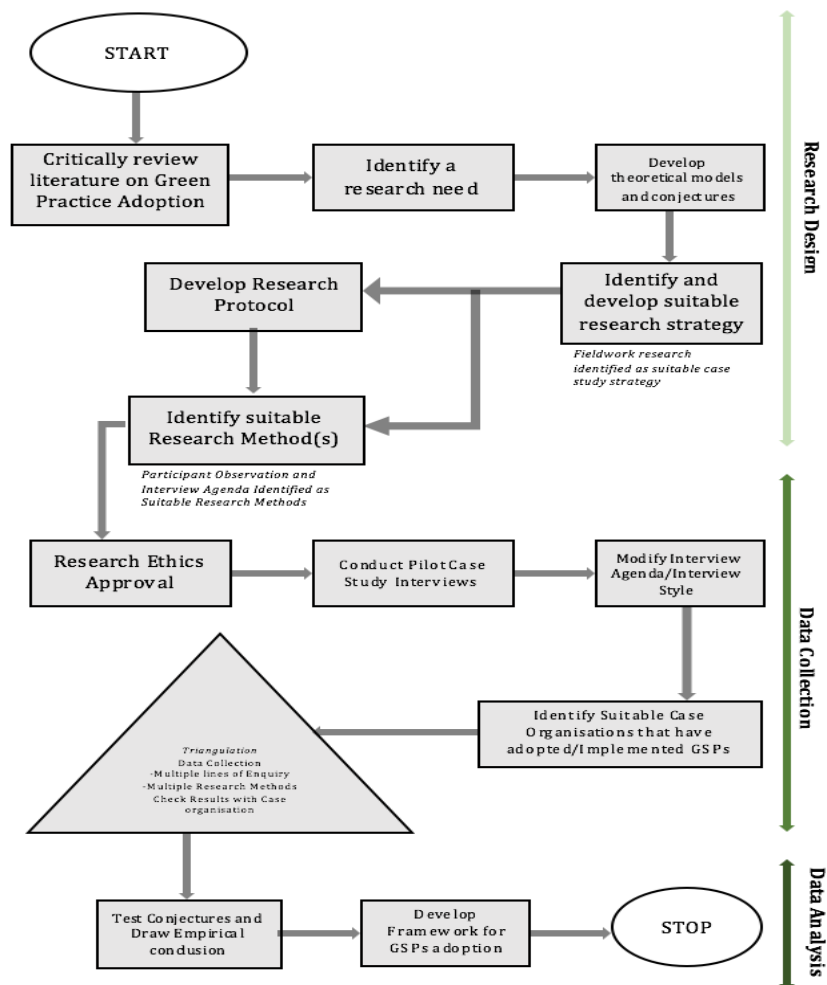 START
Critically review
literature on Green
Practice Adoption
Identify a
research need
Develop
theoretical models
and conjectures
Research Design
Develop Research
Protocol
Identify and
develop suitable
research strategy
Fieldwork research
identified as suitable case
study strategy
Identify suitable
Research Method(s)
Participant Observation and
Interview Agenda Identified as
Suitable Research Methods
Research Ethics
Approval
Conduct Pilot Case
Study Interviews
Modify Interview
Agenda/Interview
Style
Data Collection
Identify Suitable Case
Organisations that have
adopted/Implemented GSPs
Triangulation
Data Collection
-Multiple lines of Enquiry
-Multiple Research Methods
Check Results with Case
organisation
Test Conjectures and
Draw Empirical
conclusion
Develop
Framework for
GSPs adoption
STOP
Data Analysis